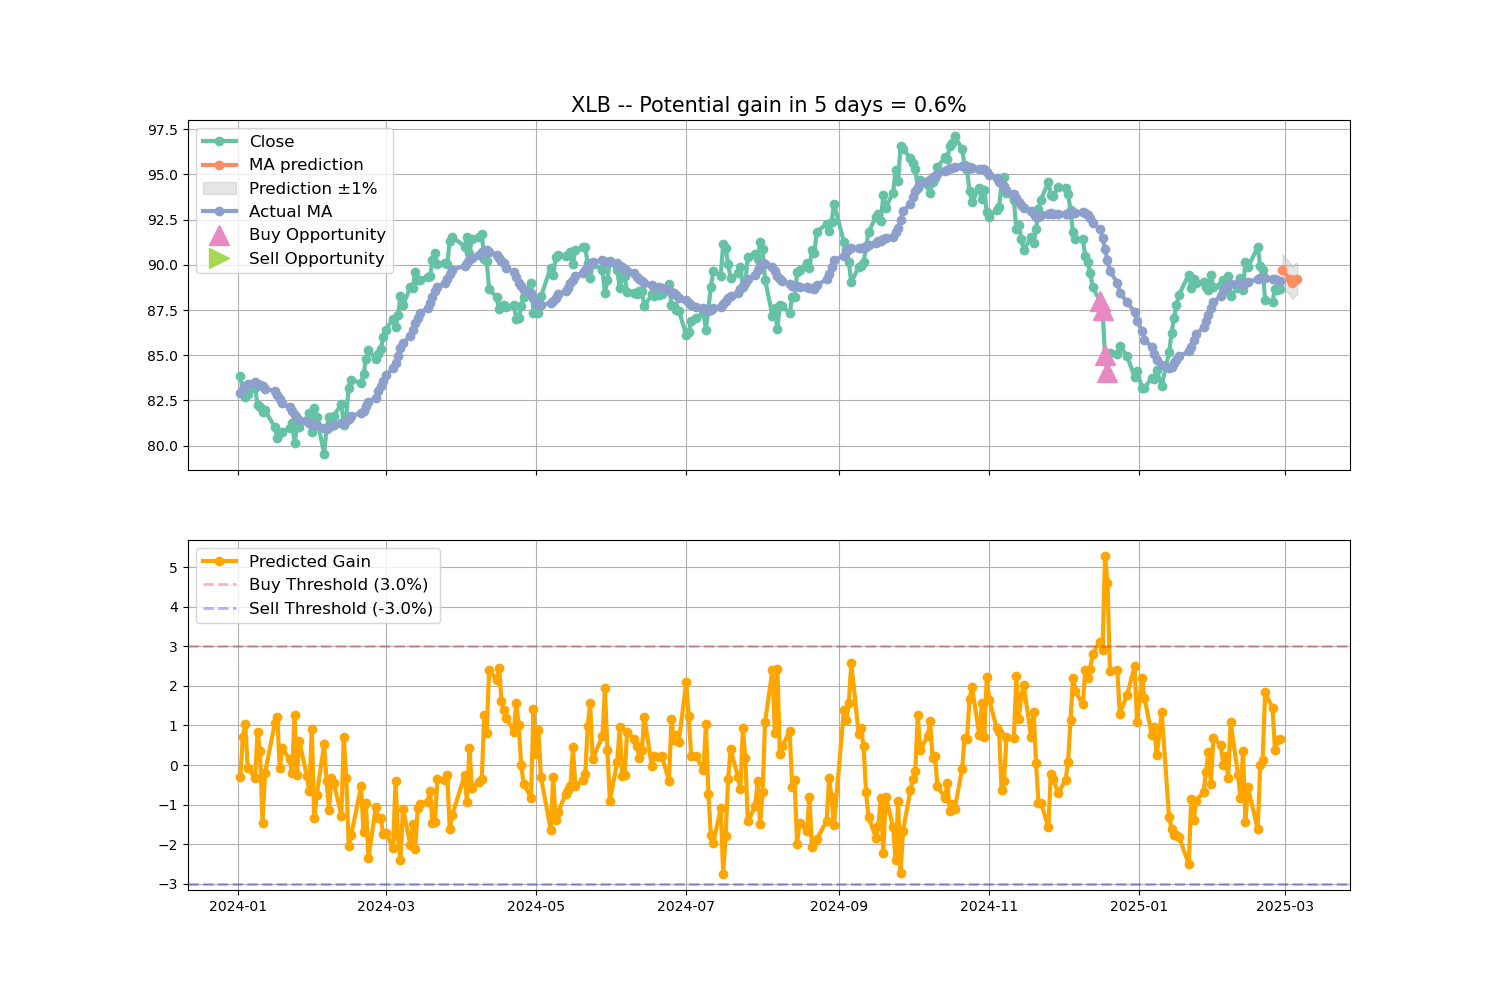 XLB -- Potential gain in 5 days = 0.6%
97.5
95.0
92.5
90.0
87.5
85.0
82.5
80.0
Close
MA prediction
Prediction ±1%
Actual MA
Buy Opportunity
Sell Opportunity
5
4
3
2
1
0
−1
−2
−3
Predicted Gain
Buy Threshold (3.0%)
Sell Threshold (-3.0%)
2024-01
2024-03
2024-05
2024-07
2024-09
2024-11
2025-01
2025-03